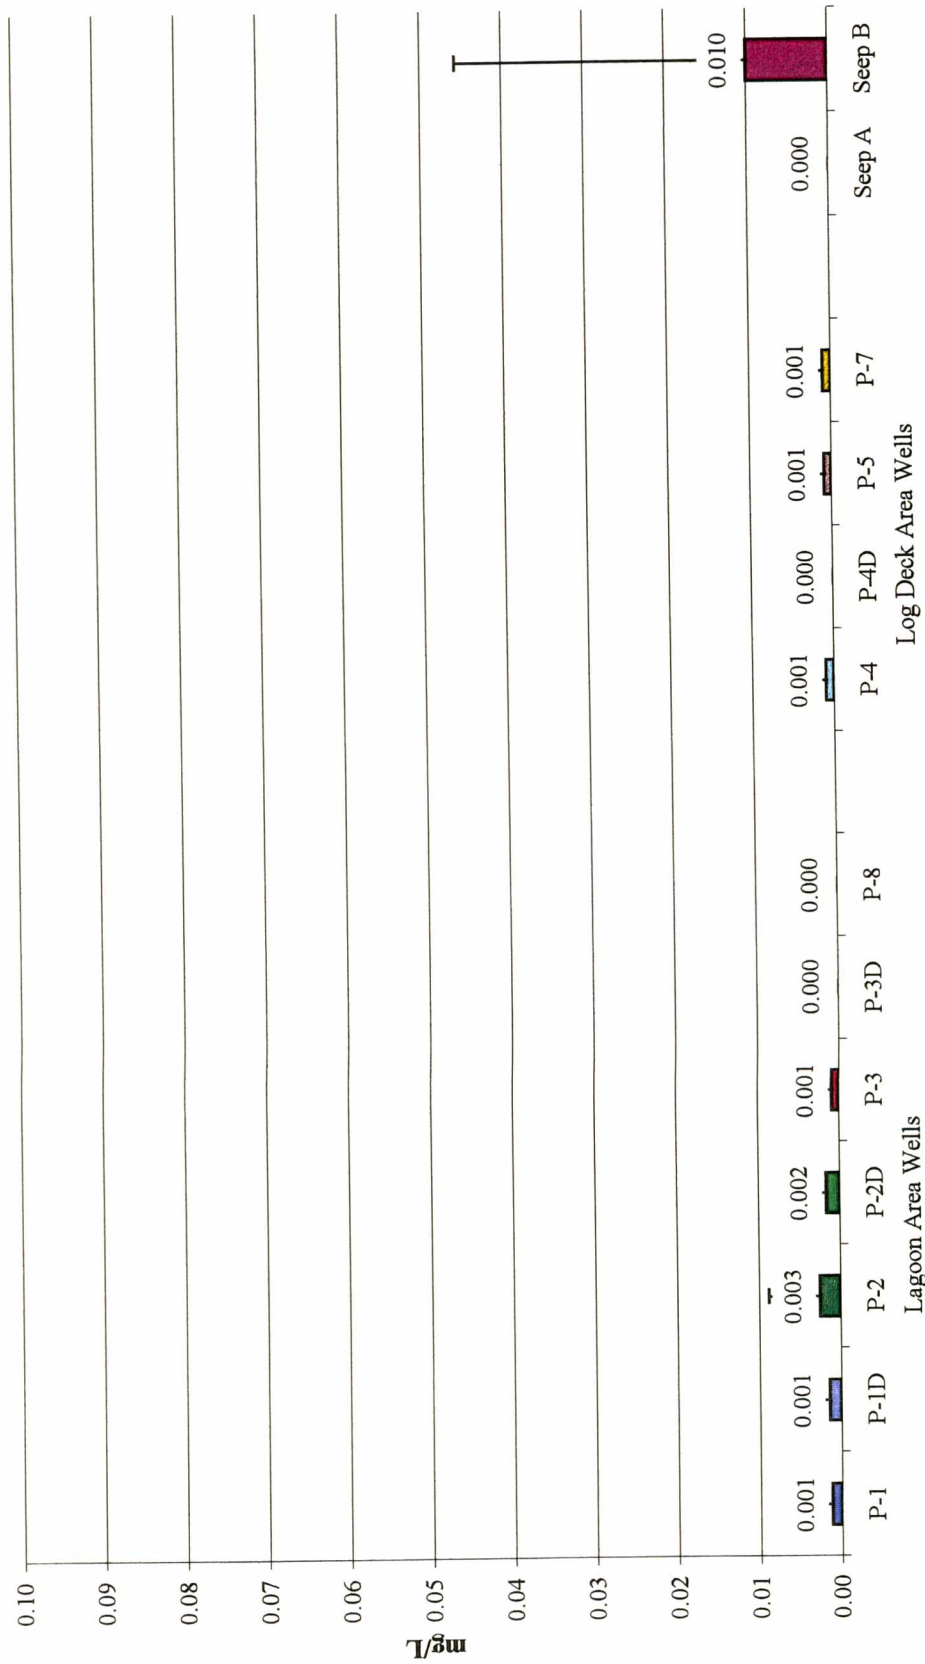 mg/L
0.10
0.09
0.08
0.07
0.06
0.05
0.04
0.03
0.02
0.01
0.00
0.001
0.001
0.003
0.002
0.001
0.000
0.000
0.001
0.000
0.001
0.001
0.000
0.010
P-1
P-1D
P-2
P-2D
P-3
P-3D
P-8
P-4
P-4D
P-5
P-7
Seep A
Seep B
Lagoon Area Wells
Log Deck Area Wells